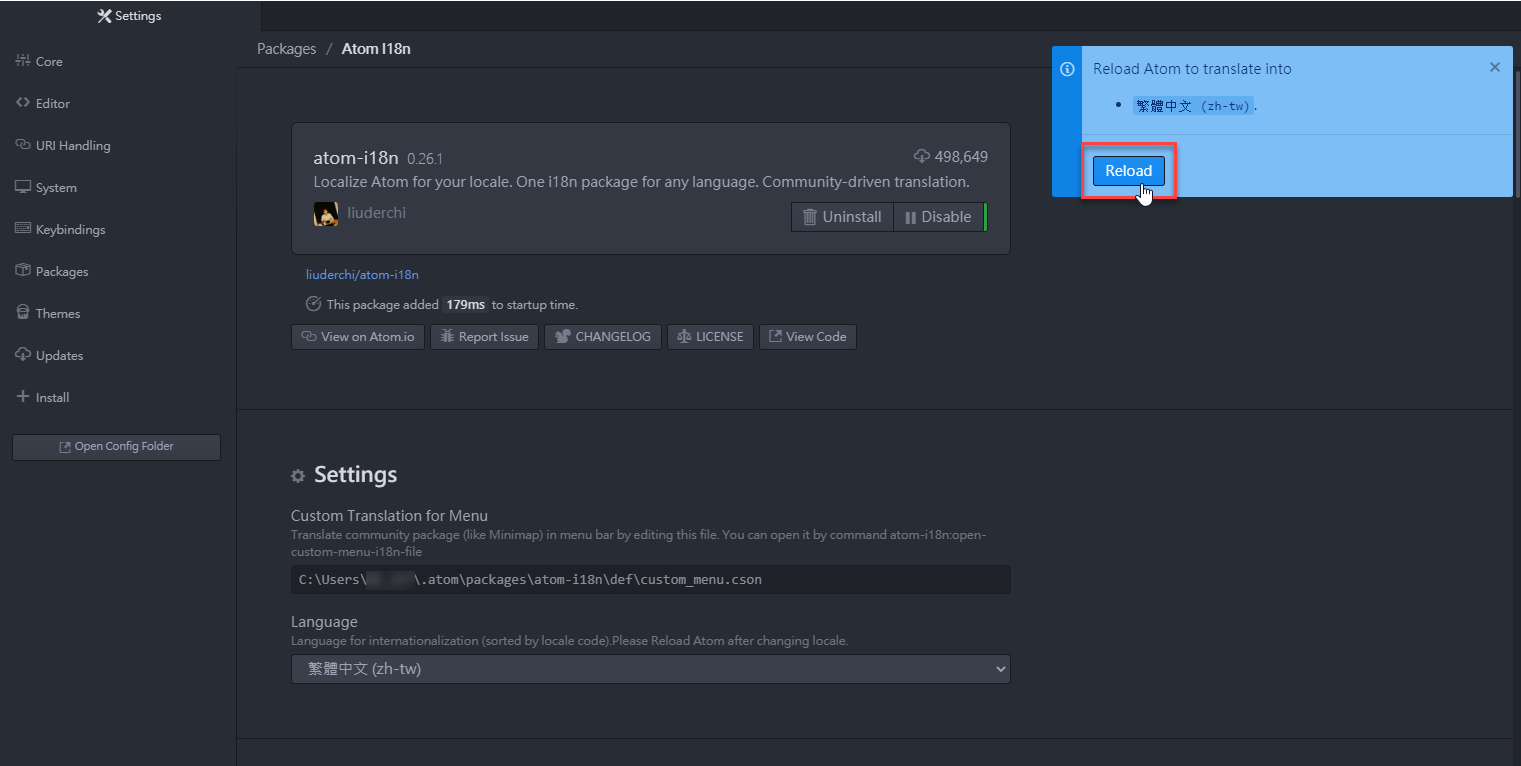 Settings
Core
Editor
URI Handling
System
Keybindings
Packages
Themes
Updates
Install
Open Config Folder
Packages / Atom I18n
atom-i18n 0.26.1
498,649
Localize Atom for your locale. One i18n package for any language. Community-driven translation.
liuderchi
Uninstall
Disable
liuderchi/atom-i18n
This package added 179ms to startup time.
View on Atom.io
Report Issue
CHANGELOG
LICENSE
View Code
Settings
Custom Translation for Menu
Translate community package (like Minimap) in menu bar by editing this file. You can open it by command atom-i18n:open-
custom-menu-i18n-file
C:\Users\ \.atom\packages\atom-i18n\def\custom_menu.cson
Language
Language for internationalization (sorted by locale code).Please Reload Atom after changing locale.
繁體中文 (zh-tw)
Reload Atom to translate into
繁體中文 (zh-tw).
Reload